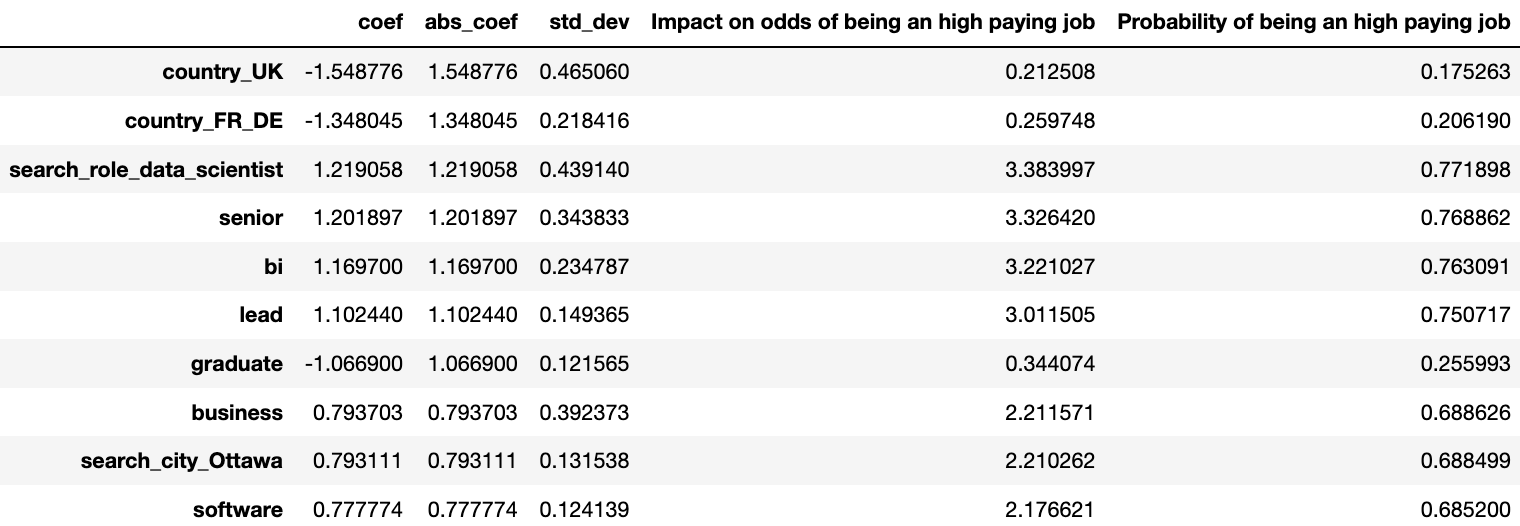 coef abs_coef std_dev Impact on odds of being an high paying job Probability of being an high paying job
country_UK -1.548776 1.548776 0.465060 0.212508 0.175263
country_FR_DE -1.348045 1.348045 0.218416 0.259748 0.206190
search_role_data_scientist 1.219058 1.219058 0.439140 3.383997 0.771898
senior 1.201897 1.201897 0.343833 3.326420 0.768862
bi 1.169700 1.169700 0.234787 3.221027 0.763091
lead 1.102440 1.102440 0.149365 3.011505 0.750717
graduate -1.066900 1.066900 0.121565 0.344074 0.255993
business 0.793703 0.793703 0.392373 2.211571 0.688626
search_city_Ottawa 0.793111 0.793111 0.131538 2.210262 0.688499
software 0.777774 0.777774 0.124139 2.176621 0.685200